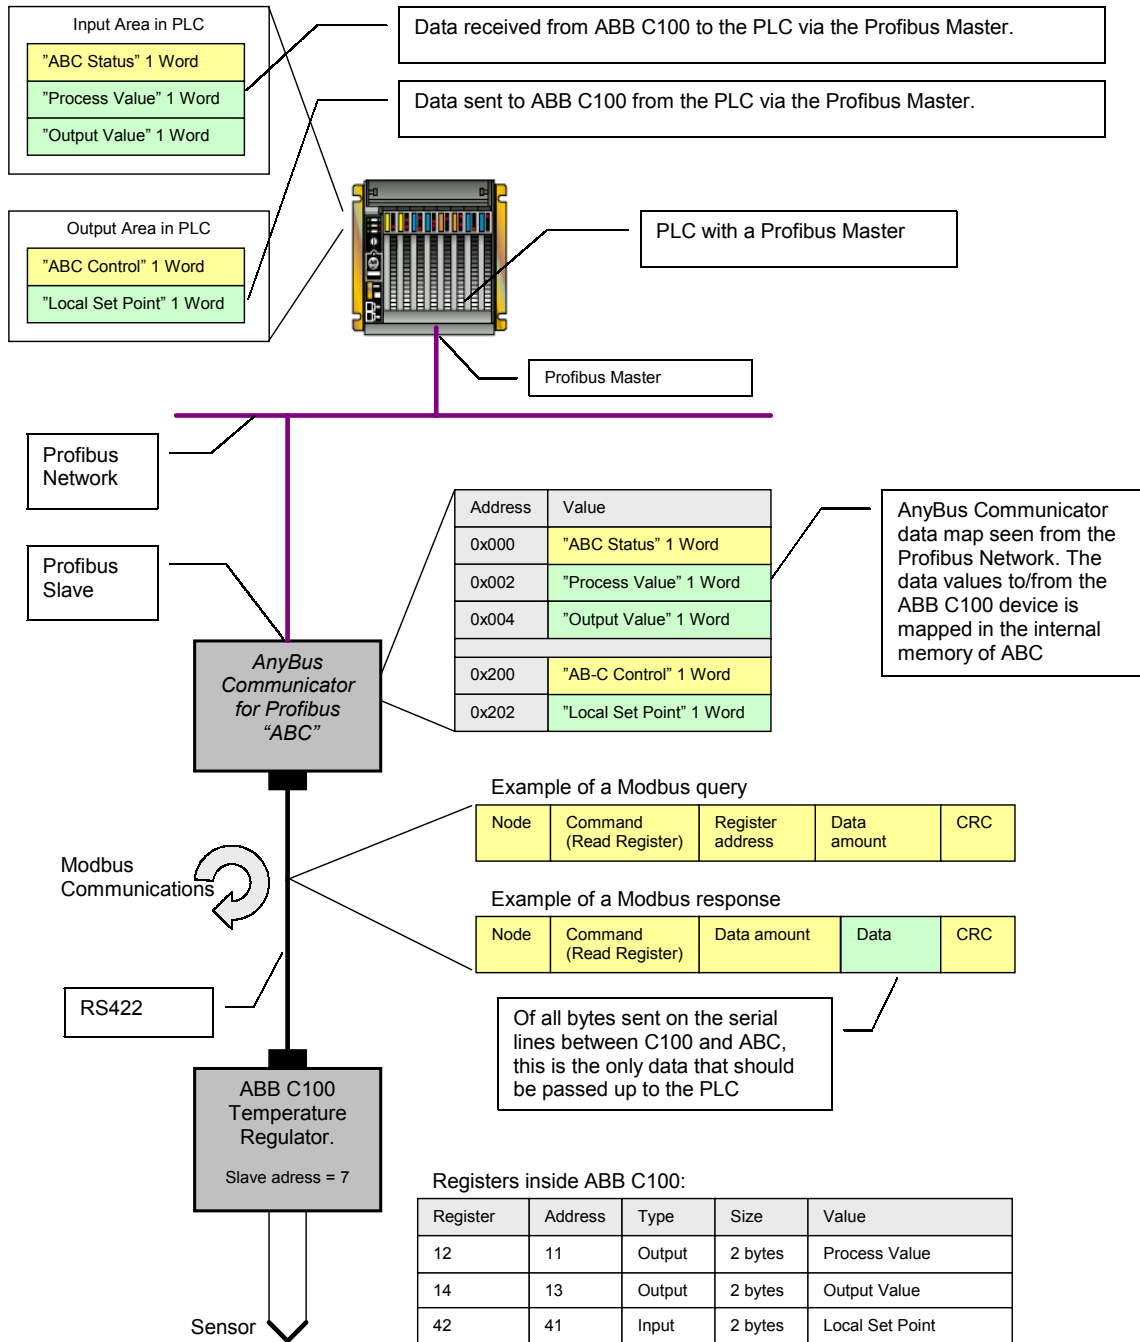 Input Area in PLC
”ABC Status” 1 Word
”Process Value” 1 Word
”Output Value” 1 Word
Data received from ABB C100 to the PLC via the Profibus Master.
Data sent to ABB C100 from the PLC via the Profibus Master.
Output Area in PLC
”ABC Control” 1 Word
”Local Set Point” 1 Word
PLC with a Profibus Master
Profibus Master
Profibus
Network
Profibus
Slave
Address Value
0x000 ”ABC Status” 1 Word
0x002 ”Process Value” 1 Word
0x004 ”Output Value” 1 Word
0x200 ”AB-C Control” 1 Word
0x202 ”Local Set Point” 1 Word
AnyBus Communicator
data map seen from the
Profibus Network. The
data values to/from the
ABB C100 device is
mapped in the internal
memory of ABC
AnyBus
Communicator
for Profibus
“ABC”
Example of a Modbus query
Node Command (Read Register) Register address Data amount CRC
Modbus
Communications
Example of a Modbus response
Node Command (Read Register) Data amount Data CRC
RS422
Of all bytes sent on the serial
lines between C100 and ABC,
this is the only data that should
be passed up to the PLC
ABB C100
Temperature
Regulator.
Slave adress = 7
Registers inside ABB C100:
Register Address Type Size Value
12 11 Output 2 bytes Process Value
14 13 Output 2 bytes Output Value
42 41 Input 2 bytes Local Set Point
Sensor